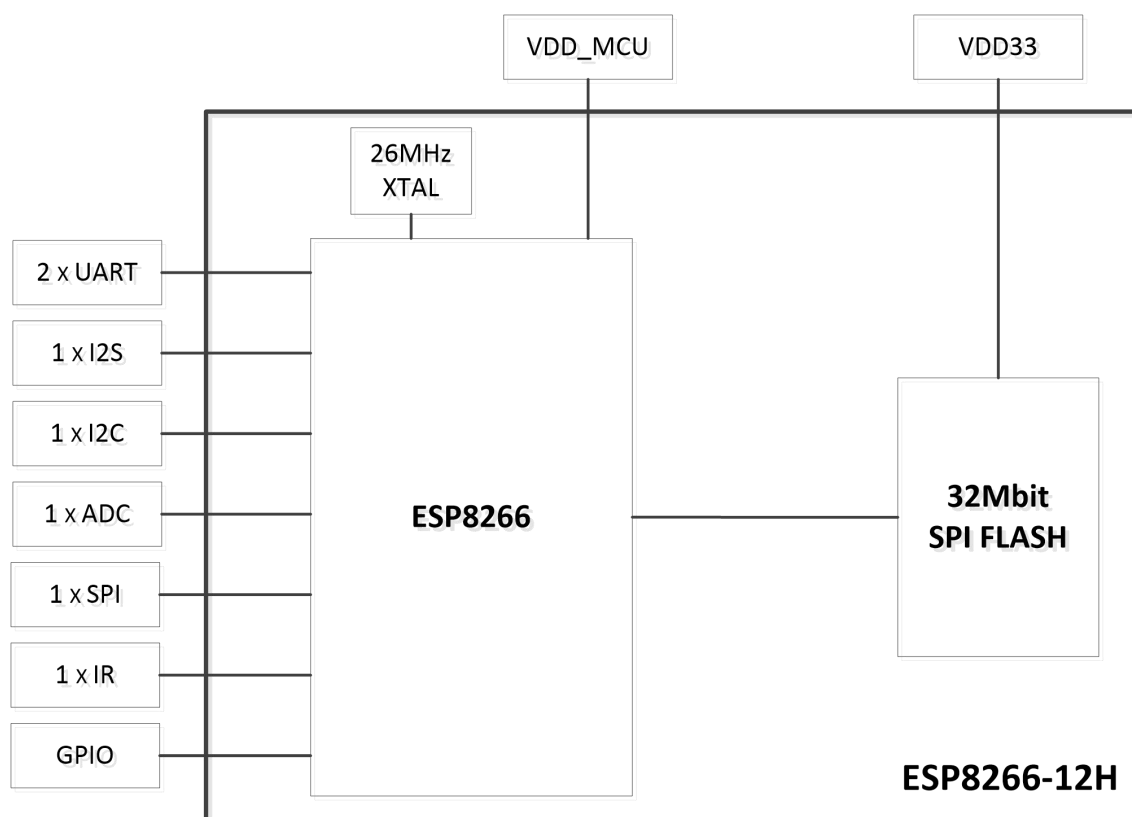 VDD_MCU
VDD33
26MHz
XTAL
2 x UART
1 x I2S
1 x I2C
1 x ADC
1 x SPI
1 x IR
GPIO
ESP8266
32Mbit
SPI FLASH
ESP8266-12H